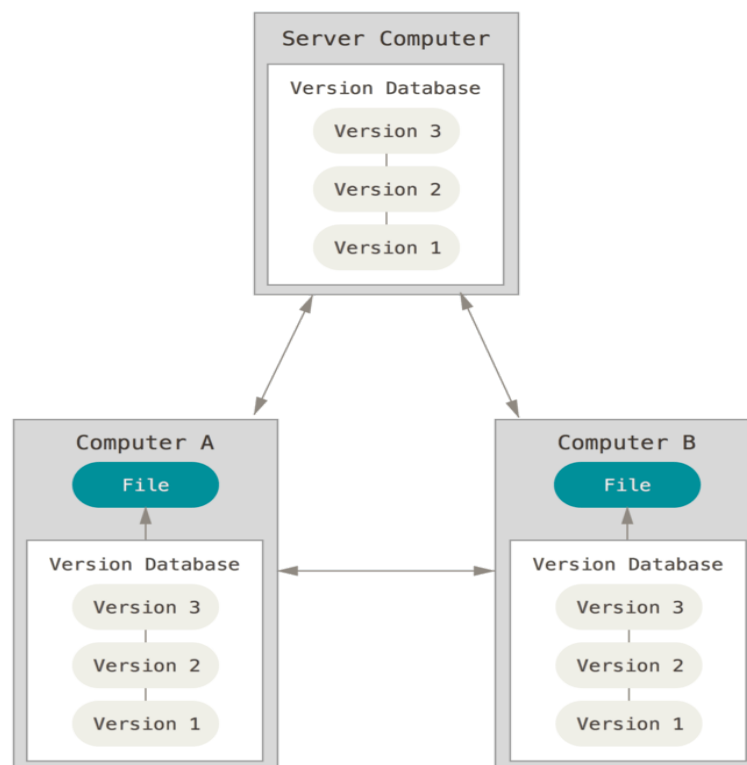 Server Computer
Version Database
Version 3
Version 2
Version 1
Computer A
File
Version Database
Version 3
Version 2
Version 1
Computer B
File
Version Database
Version 3
Version 2
Version 1